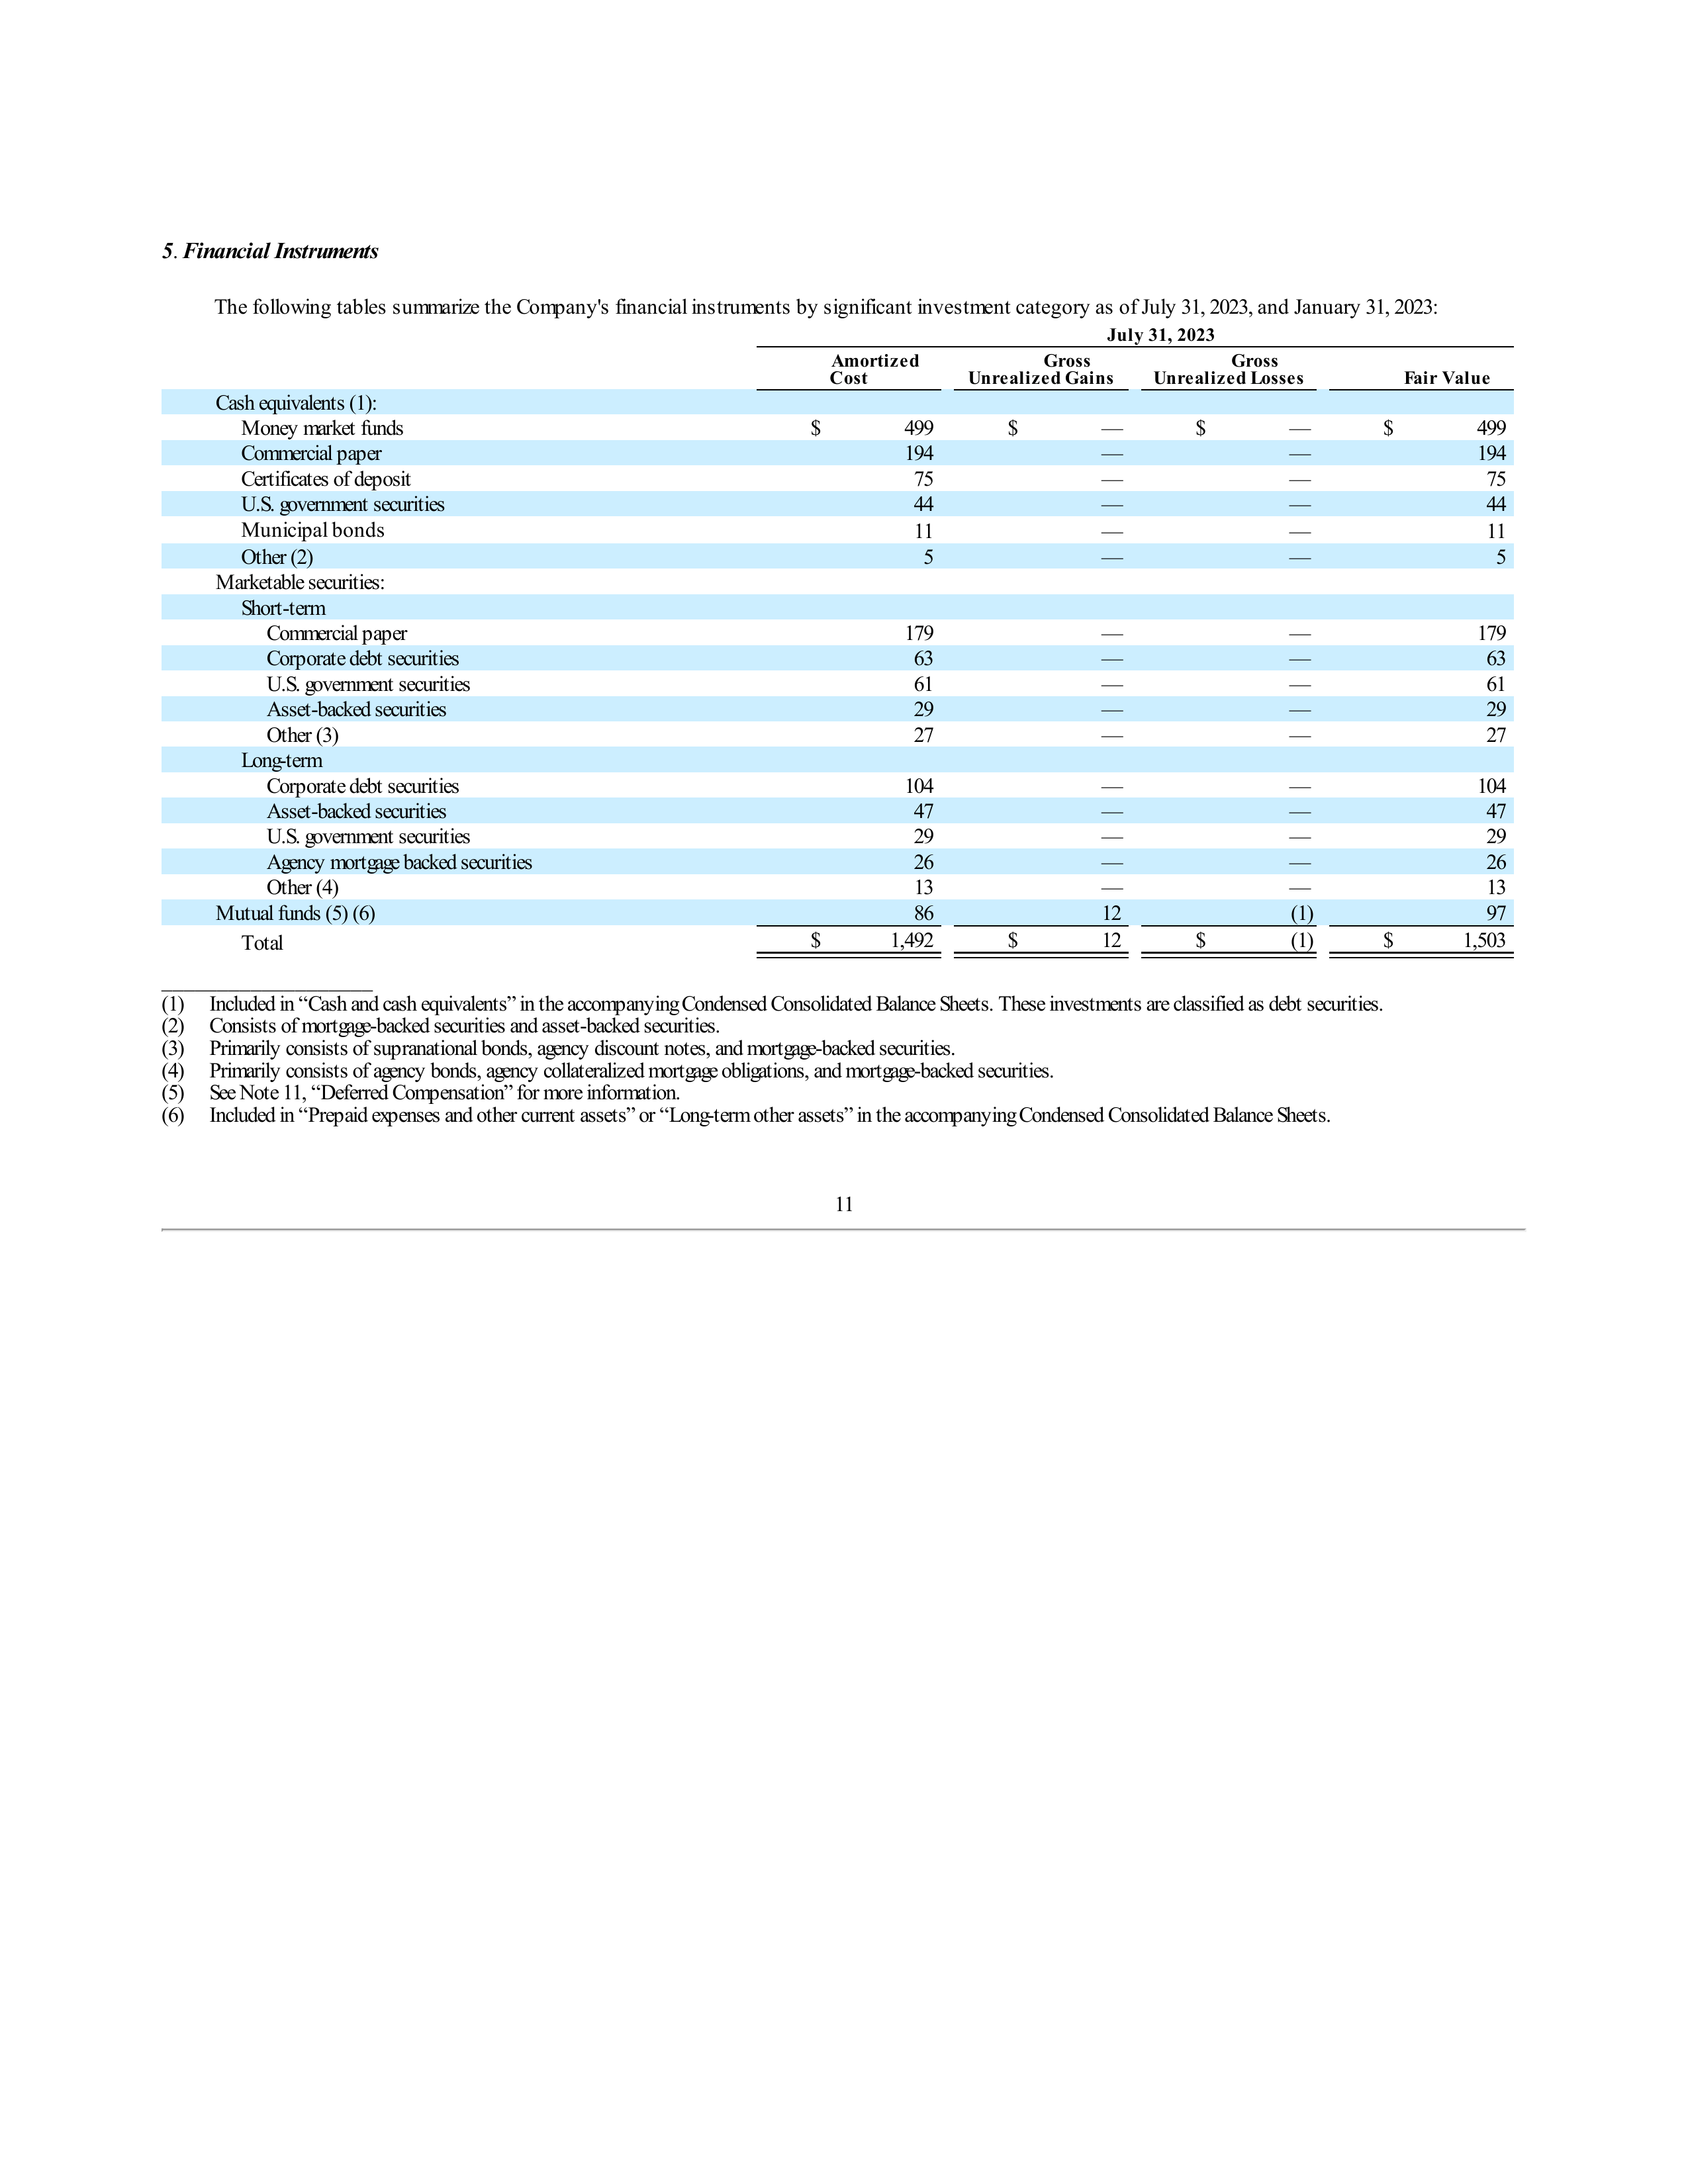 5. Financial Instruments
The following tables summarize the Company's financial instruments by significant investment category as of July 31, 2023, and January 31, 2023:
July 31, 2023
Amortized Cost Gross Unrealized Gains Gross Unrealized Losses Fair Value
Cash equivalents (1):
Money market funds $ 499 $ — $ — $ 499
Commercial paper 194 — — 194
Certificates of deposit 75 — — 75
U.S. government securities 44 — — 44
Municipal bonds 11 — — 11
Other (2) 5 — — 5
Marketable securities:
Short-term
Commercial paper 179 — — 179
Corporate debt securities 63 — — 63
U.S. government securities 61 — — 61
Asset-backed securities 29 — — 29
Other (3) 27 — — 27
Long-term
Corporate debt securities 104 — — 104
Asset-backed securities 47 — — 47
U.S. government securities 29 — — 29
Agency mortgage backed securities 26 — — 26
Other (4) 13 — — 13
Mutual funds (5) (6) 86 12 (1) 97
Total $ 1,492 $ 12 $ (1) $ 1,503
(1) Included in “Cash and cash equivalents” in the accompanying Condensed Consolidated Balance Sheets. These investments are classified as debt securities.
(2) Consists of mortgage-backed securities and asset-backed securities.
(3) Primarily consists of supranational bonds, agency discount notes, and mortgage-backed securities.
(4) Primarily consists of agency bonds, agency collateralized mortgage obligations, and mortgage-backed securities.
(5) See Note 11, “Deferred Compensation” for more information.
(6) Included in “Prepaid expenses and other current assets” or “Long-term other assets” in the accompanying Condensed Consolidated Balance Sheets.
11